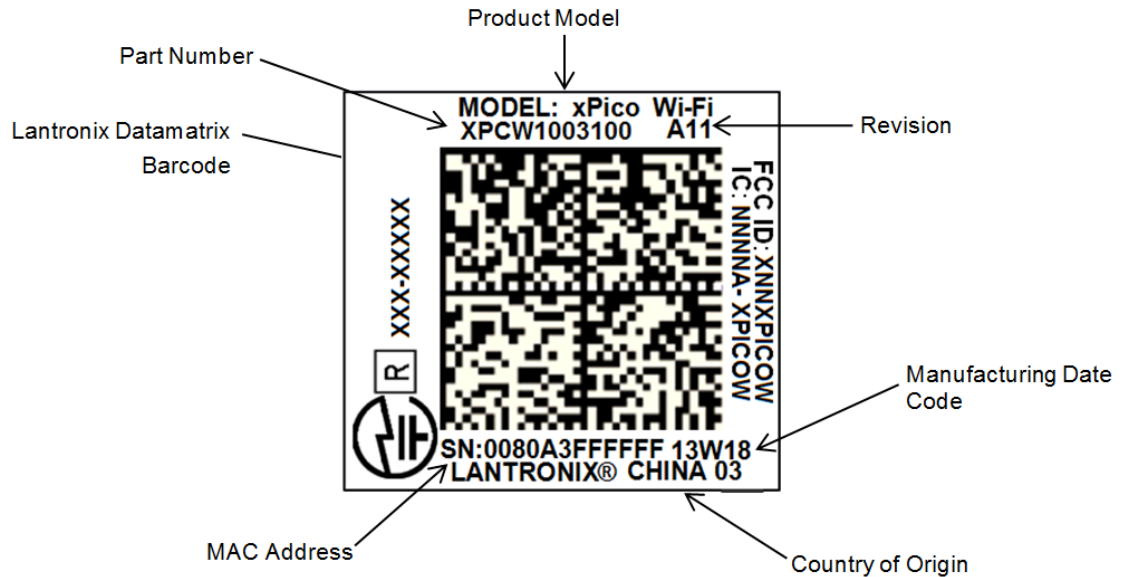 Product Model
Part Number
Lantronix Datamatrix
Barcode
MODEL: xPico Wi-Fi
XPCW1003100 A11
Revision
XXX-XXXXX
R
FCC ID: XNNXPICOW
IC: NNNNA- XPICOW
Manufacturing Date
Code
SN:0080A3FFFFFF 13W18
LANTRONIX® CHINA 03
MAC Address
Country of Origin